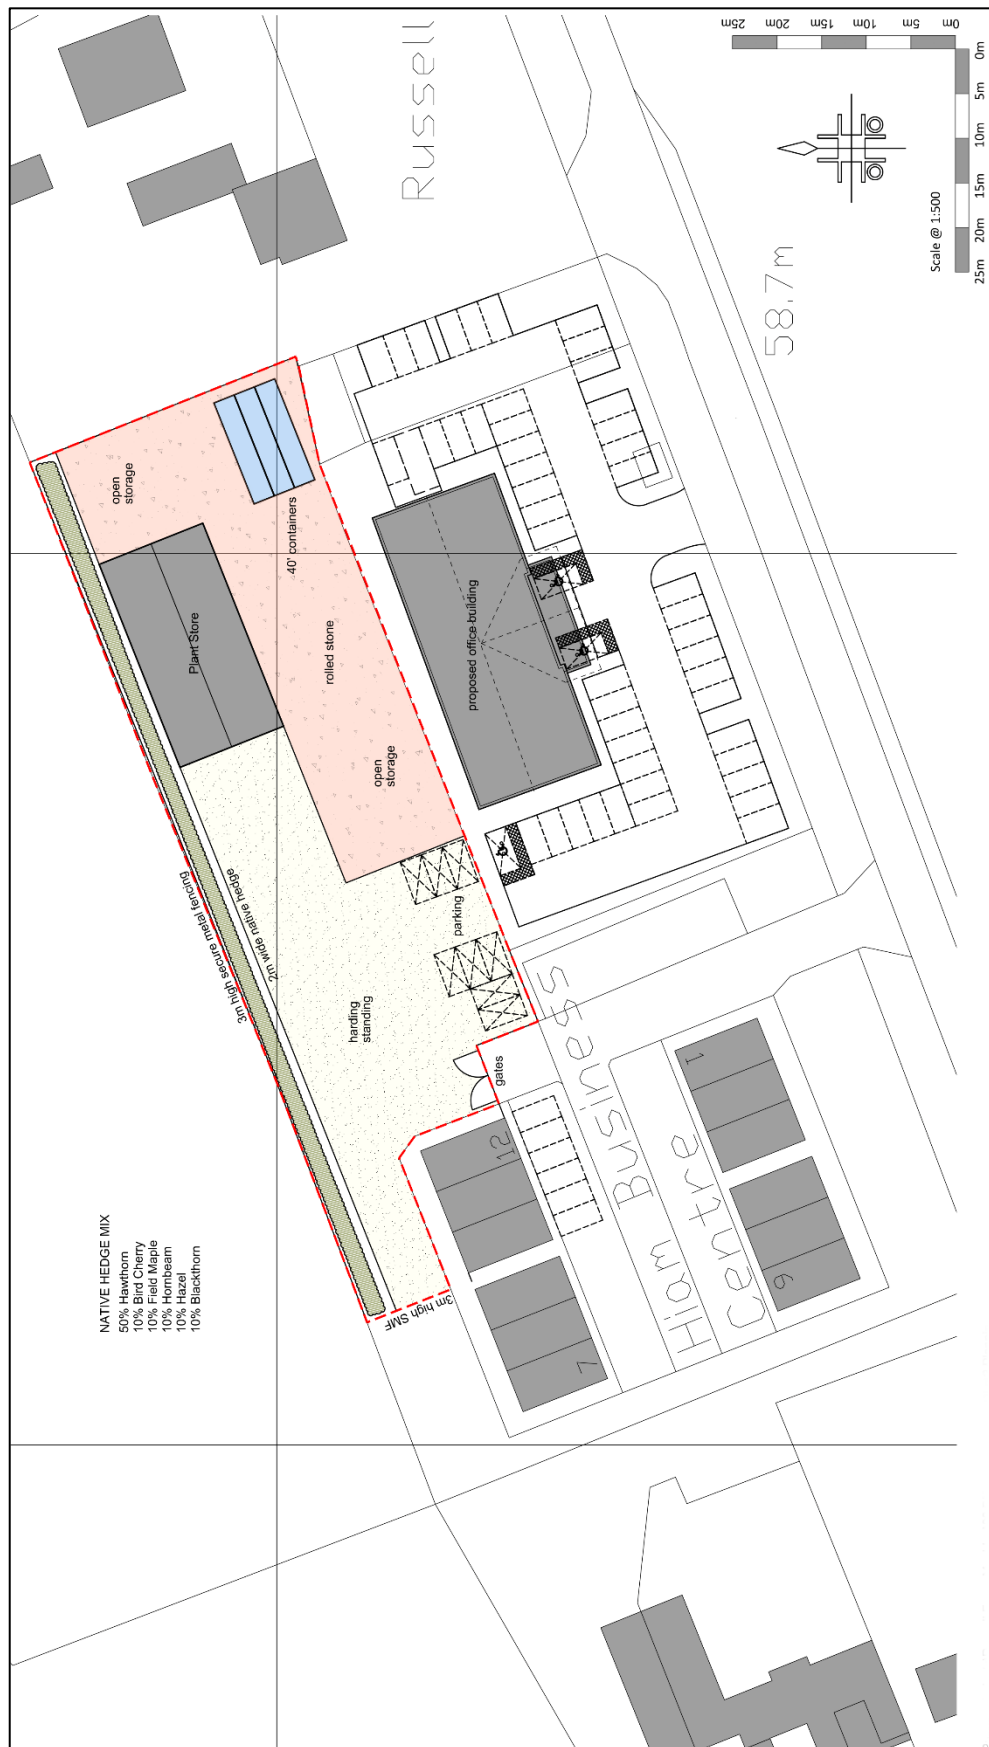 NATIVE HEDGE MIX
50% Hawthorn
10% Bird Cherry
10% Field Maple
10% Hornbeam
10% Hazel
10% Blackthorn
3m high secure metal fencing
2m wide native hedge
open
storage
Plant Store
40' containers
rolled stone
open
storage
harding
standing
parking
gates
3m high SMF
proposed office building
Russell
12
7
Hiam Business
Centre
1
6
58.7m
Scale @ 1:500
25m
20m
15m
10m
5m
0m
0m
5m
10m
15m
20m
25m